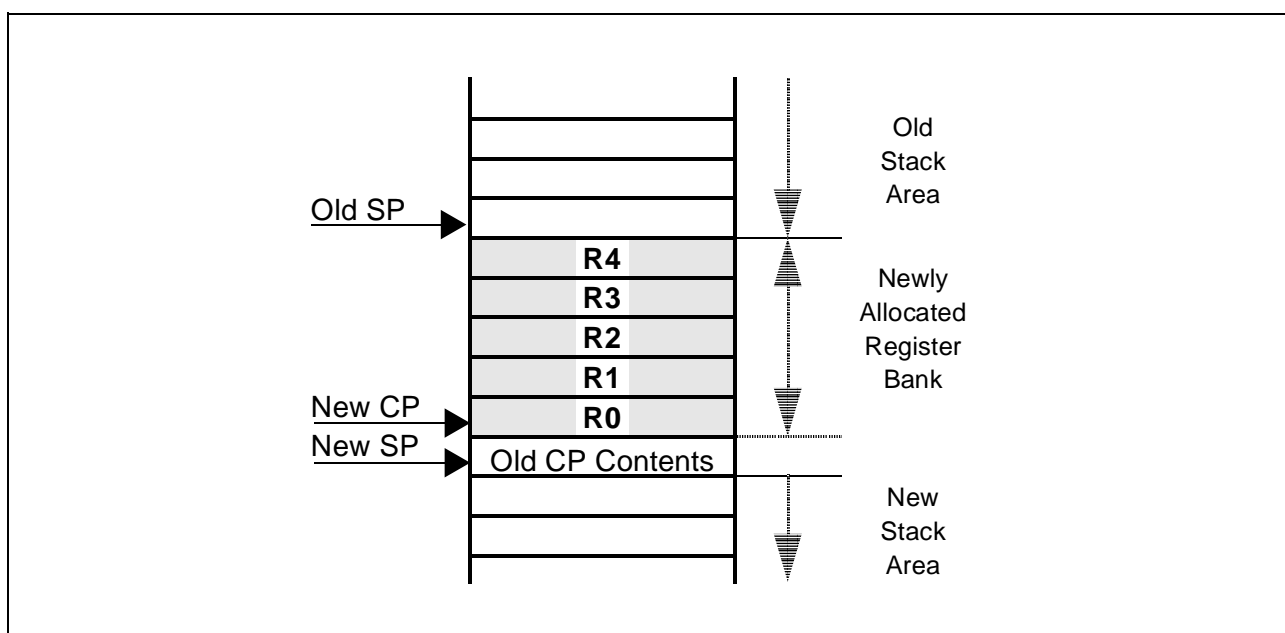 Old
Stack
Area
Old SP
R4
R3
R2
R1
R0
Newly
Allocated
Register
Bank
New CP
New SP
Old CP Contents
New
Stack
Area